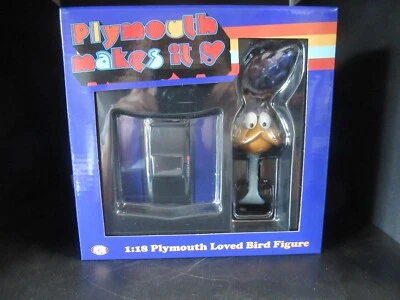 Plymouth
makes it
1:18 Plymouth Loved Bird Figure